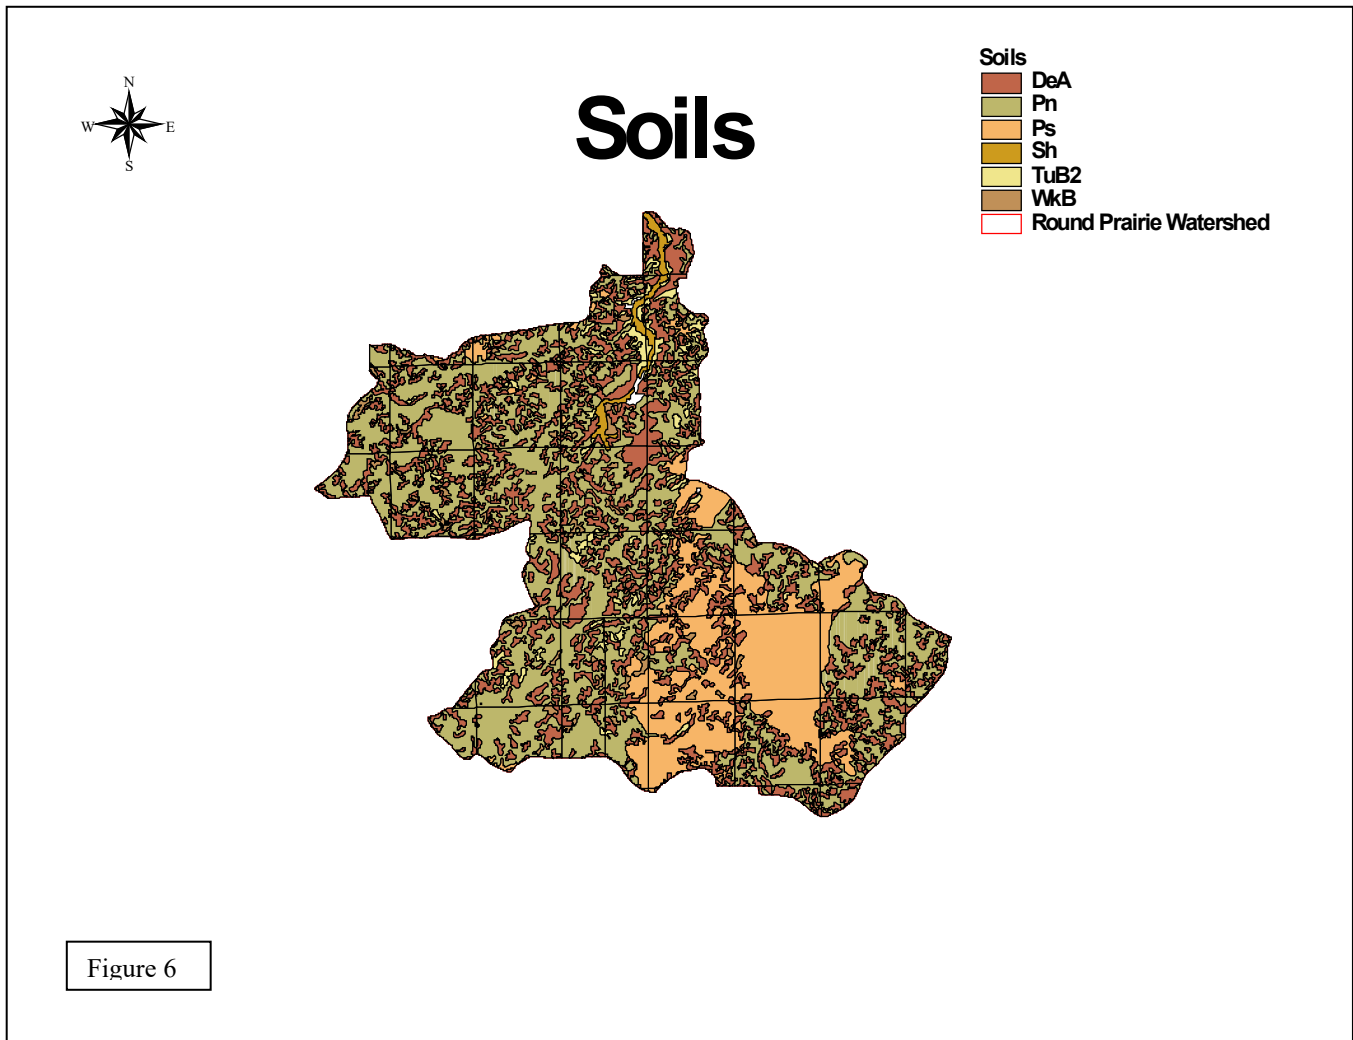 Soils
DeA
Pn
Ps
Sh
TuB2
WkB
Round Prairie Watershed
N
W E
S
Soils
Figure 6